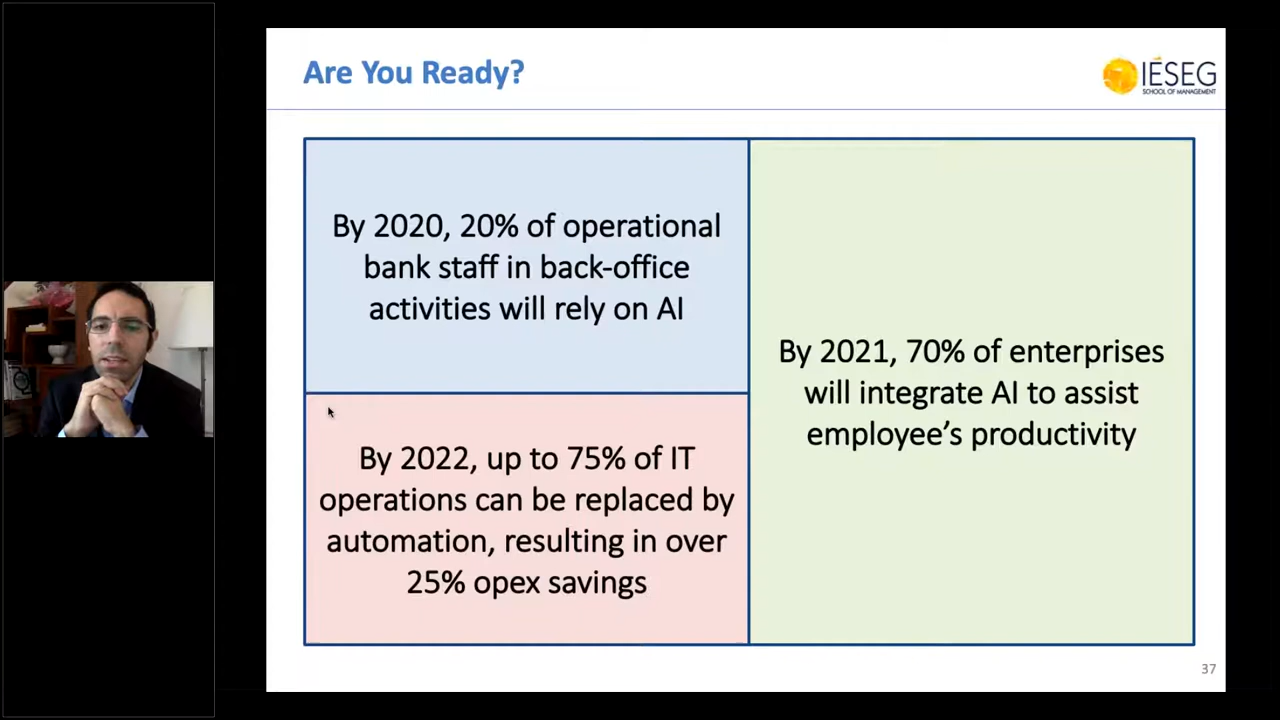 Are You Ready?
IÉSEG
SCHOOL OF MANAGEMENT
By 2020, 20% of operational
bank staff in back-office
activities will rely on AI
By 2022, up to 75% of IT
operations can be replaced by
automation, resulting in over
25% opex savings
By 2021, 70% of enterprises
will integrate AI to assist
employee’s productivity
37